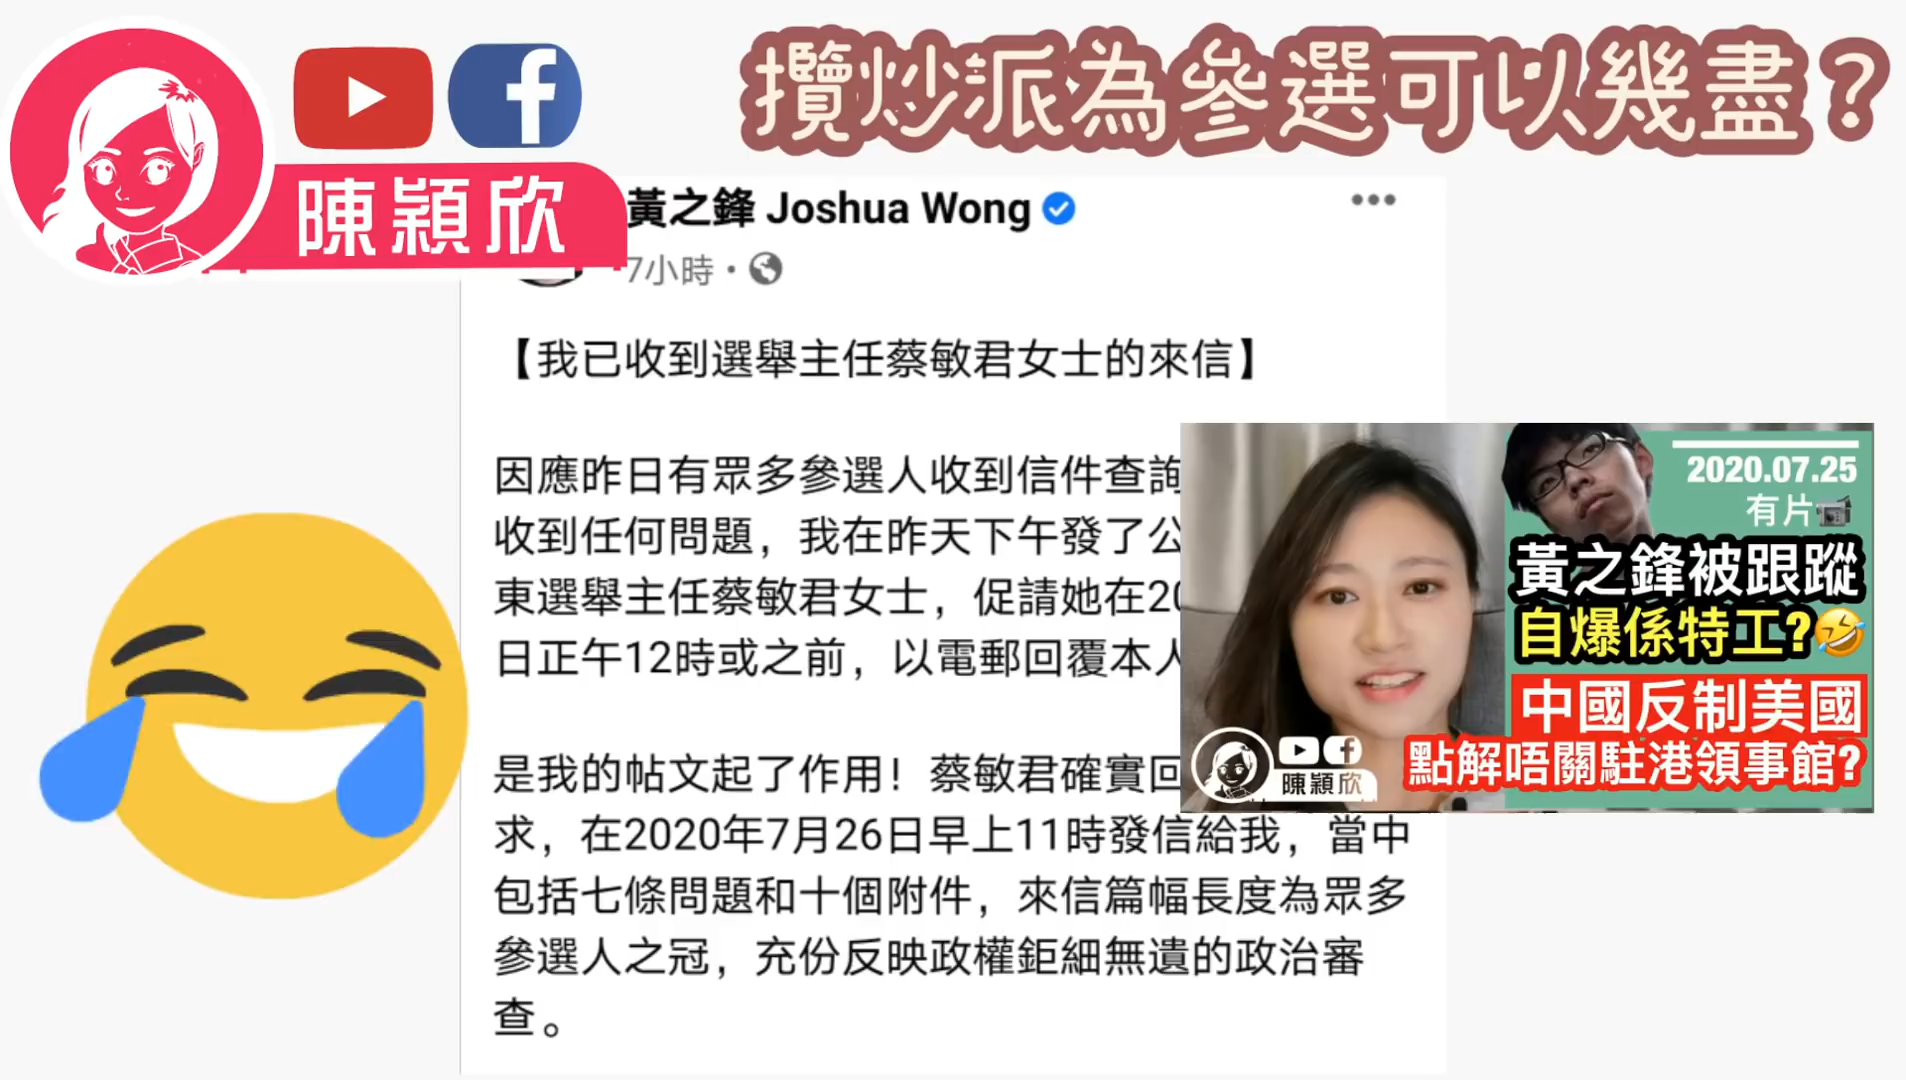 攬炒派為參選可以幾盡？
陳穎欣
黃之鋒 Joshua Wong
7小時
【我已收到選舉主任蔡敏君女士的來信】
因應昨日有眾多參選人收到信件查詢
收到任何問題，我在昨天下午發了公
東選舉主任蔡敏君女士，促請她在20
日正午12時或之前，以電郵回覆本人
是我的帖文起了作用！蔡敏君確實回
求，在2020年7月26日早上11時發信給我，當中
包括七條問題和十個附件，來信篇幅長度為眾多
參選人之冠，充份反映政權鉅細無遺的政治審
查。
2020.07.25
有片
黃之鋒被跟蹤
自爆係特工?
中國反制美國
點解唔關駐港領事館?
陳穎欣